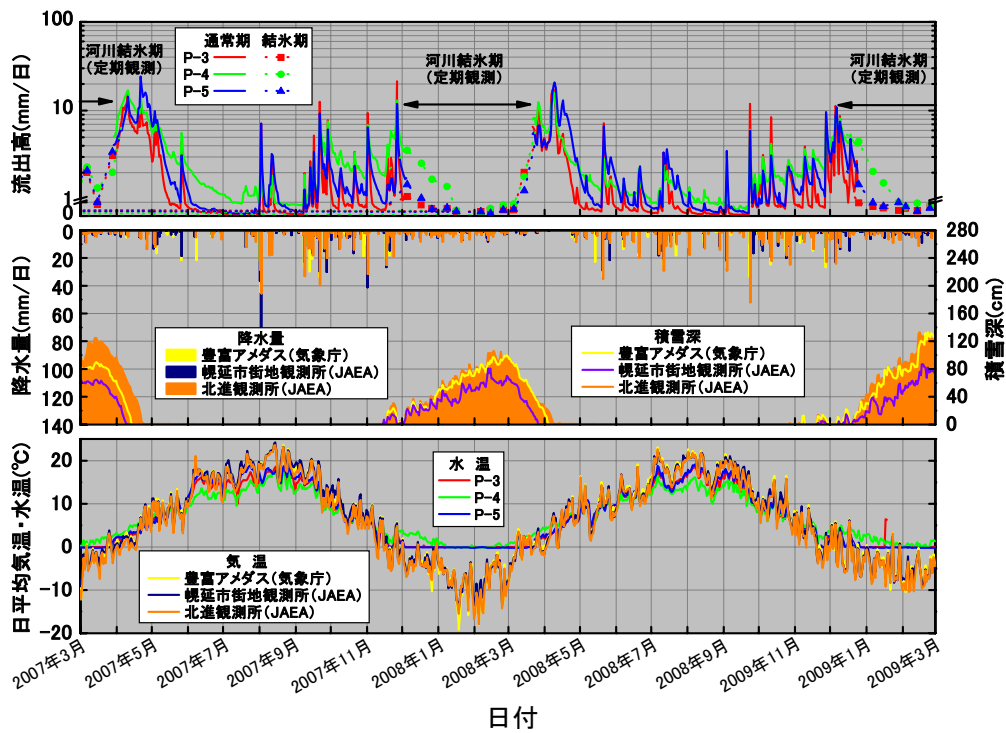 100
10
1
0
流出高(mm/日)
河川結氷期
(定期観測)
通常期 結氷期
P-3
P-4
P-5
河川結氷期
(定期観測)
河川結氷期
(定期観測)
0
20
40
60
80
100
120
140
降水量(mm/日)
280
240
200
160
120
80
40
0
積雪深(cm)
降水量
豊富アメダス(気象庁)
幌延市街地観測所(JAEA)
北進観測所(JAEA)
積雪深
豊富アメダス(気象庁)
幌延市街地観測所(JAEA)
北進観測所(JAEA)
20
10
0
-10
-20
日平均気温・水温(℃)
水 温
P-3
P-4
P-5
気 温
豊富アメダス(気象庁)
幌延市街地観測所(JAEA)
北進観測所(JAEA)
2007年3月
2007年5月
2007年7月
2007年9月
2007年11月
2008年1月
2008年3月
2008年5月
2008年7月
2008年9月
2008年11月
2009年1月
2009年3月
日付